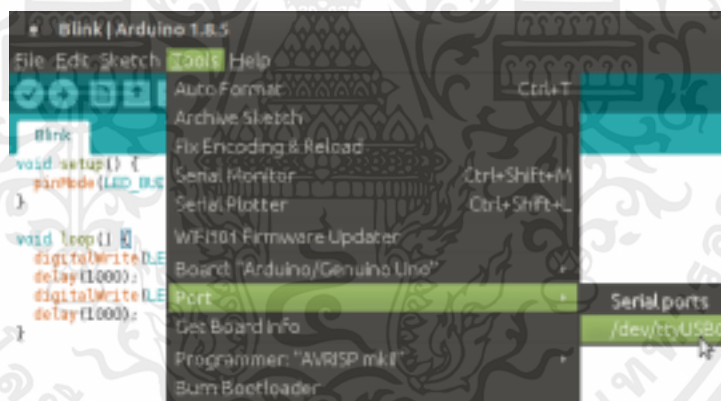 Blink | Arduino 1.8.5
File Edit Sketch Tools Help
Blink
void setup() {
pinMode(LED_BU
}
void loop() {
digitalWrite(LE
delay(1000);
digitalWrite(LE
delay(1000);
}
Auto Format Ctrl+T
Archive Sketch
Fix Encoding & Reload
Serial Monitor Ctrl+Shift+M
Serial Plotter Ctrl+Shift+L
WiFi101 Firmware Updater
Board: "Arduino/Genuino Uno"
Port
Get Board Info
Programmer: "AVRISP mkII"
Burn Bootloader
Serial ports
/dev/ttyUSB0